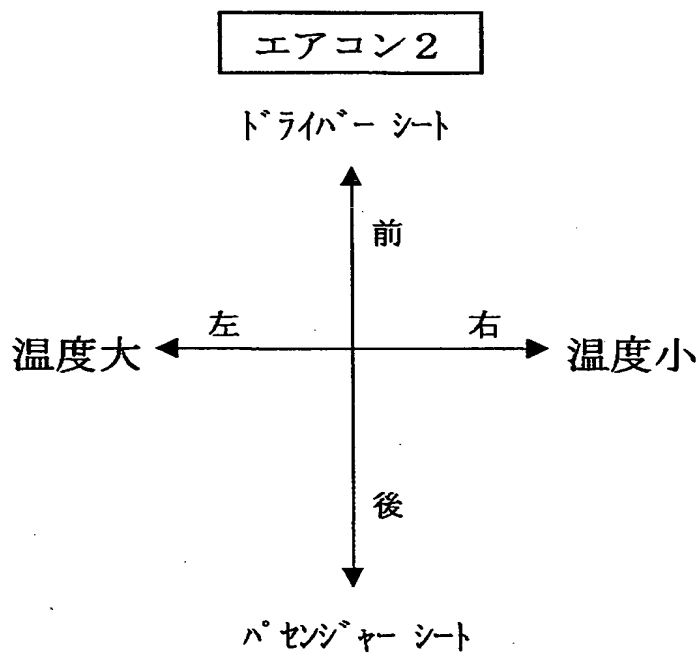 エアコン2
ドライバー シート
前
左
右
温度大
温度小
後
パセンジャー シート